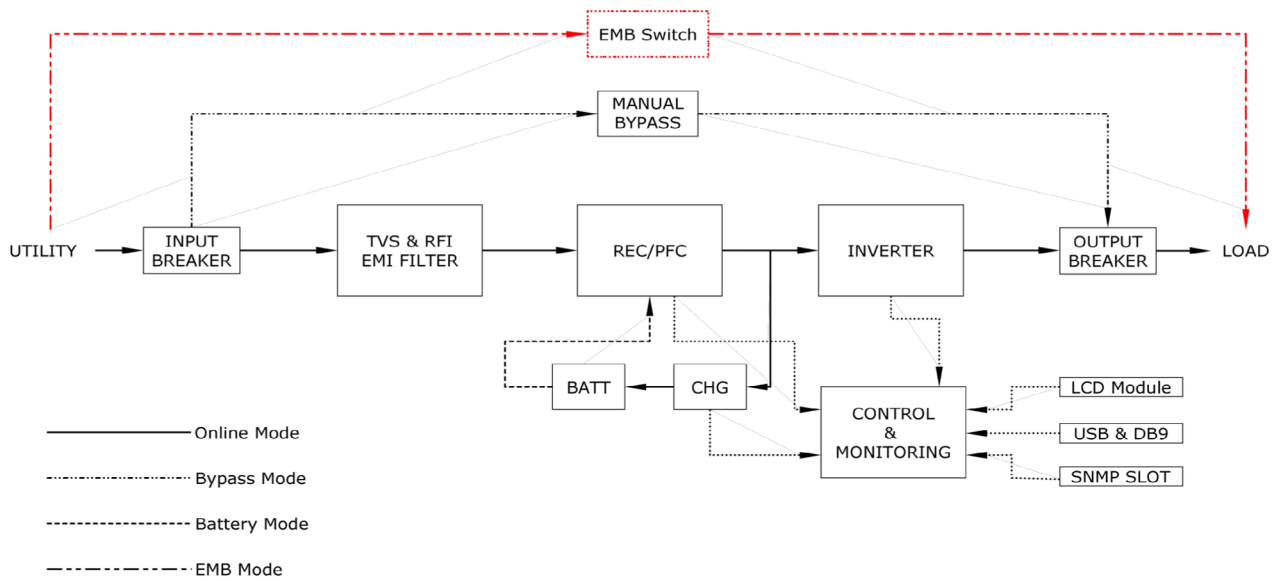 EMB Switch
MANUAL
BYPASS
UTILITY
INPUT
BREAKER
TVS & RFI
EMI FILTER
REC/PFC
INVERTER
OUTPUT
BREAKER
LOAD
BATT
CHG
CONTROL
&
MONITORING
LCD Module
USB & DB9
SNMP SLOT
Online Mode
Bypass Mode
Battery Mode
EMB Mode